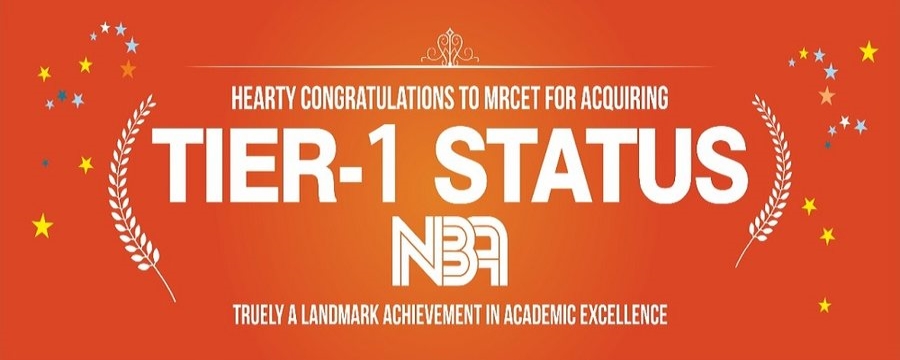 HEARTY CONGRATULATIONS TO MRCET FOR ACQUIRING
TIER-1 STATUS
NBA
TRUELY A LANDMARK ACHIEVEMENT IN ACADEMIC EXCELLENCE